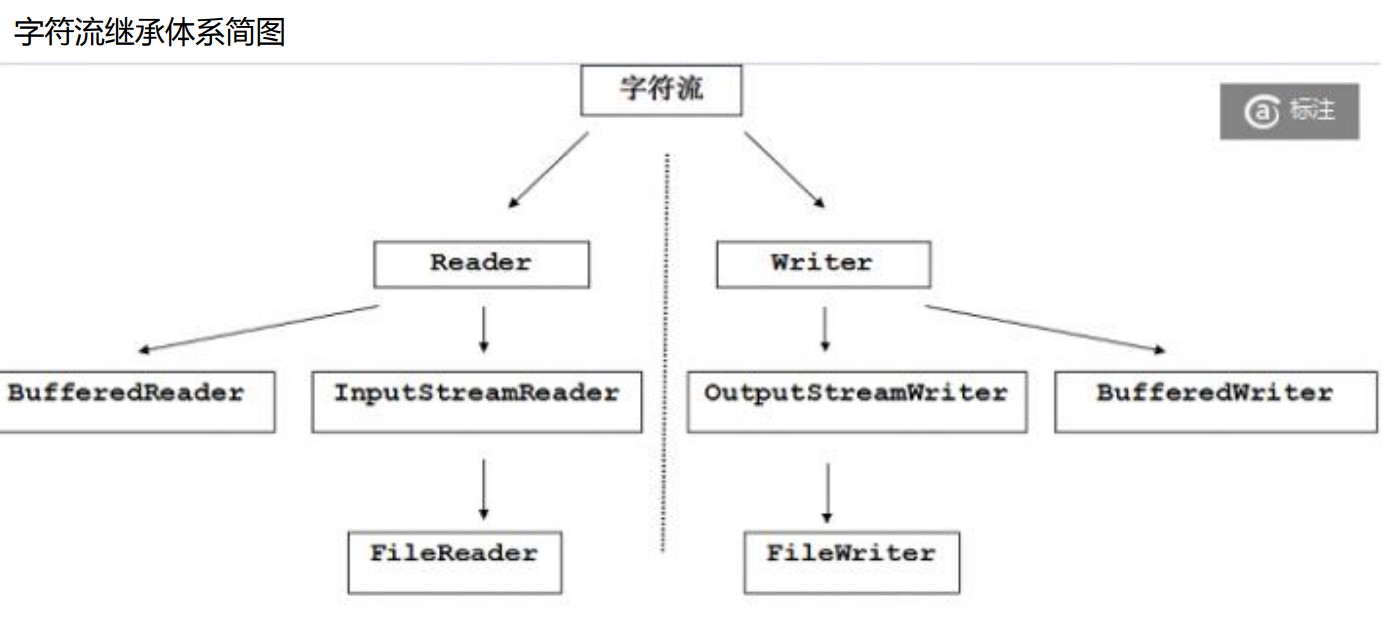 字符流继承体系简图
字符流
@ 标注
Reader
Writer
BufferedReader
InputStreamReader
OutputStreamWriter
BufferedWriter
FileReader
FileWriter